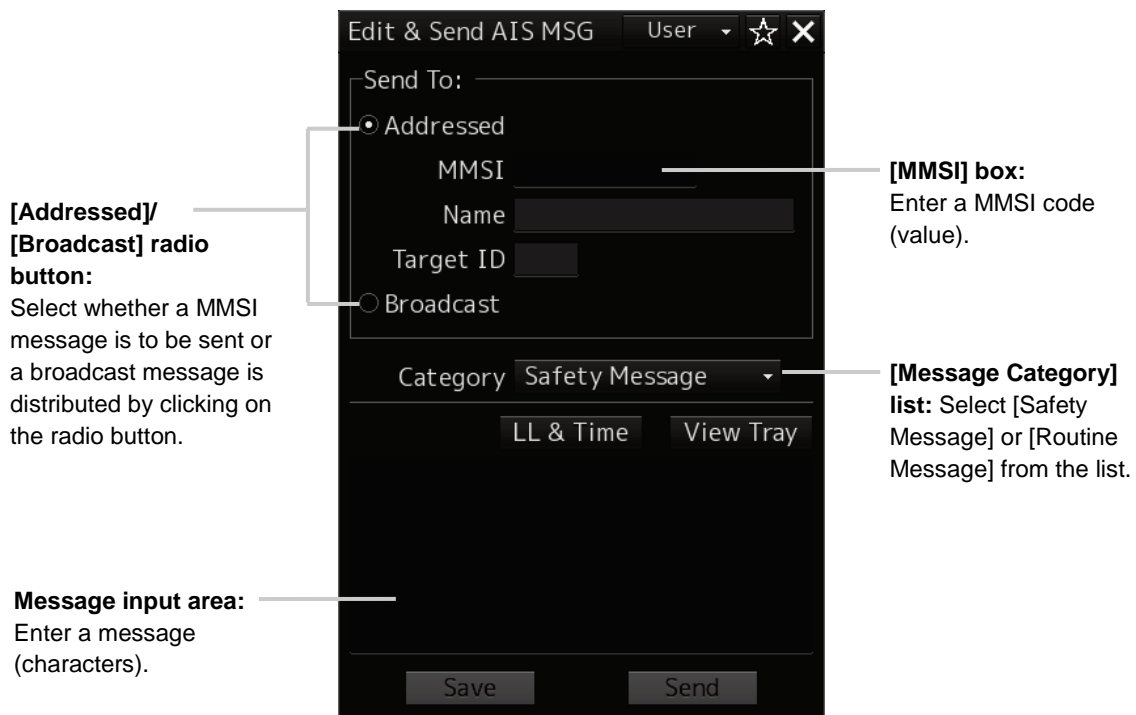 Edit & Send AIS MSG User
Send To:
Addressed
MMSI
Name
Target ID
Broadcast
Category Safety Message
LL & Time View Tray
Save Send
[Addressed]/
[Broadcast] radio
button:
Select whether a MMSI
message is to be sent or
a broadcast message is
distributed by clicking on
the radio button.
Message input area:
Enter a message
(characters).
[MMSI] box:
Enter a MMSI code
(value).
[Message Category]
list: Select [Safety
Message] or [Routine
Message] from the list.